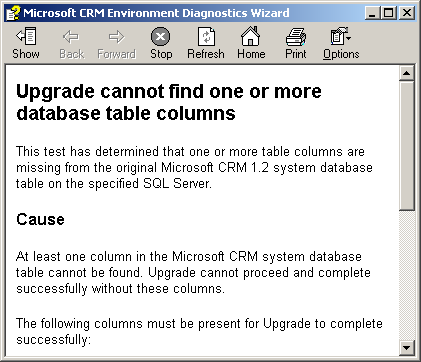 Microsoft CRM Environment Diagnostics Wizard
Show Back Forward Stop Refresh Home Print Options
Upgrade cannot find one or more
database table columns
This test has determined that one or more table columns are
missing from the original Microsoft CRM 1.2 system database
table on the specified SQL Server.
Cause
At least one column in the Microsoft CRM system database
table cannot be found. Upgrade cannot proceed and complete
successfully without these columns.
The following columns must be present for Upgrade to complete
successfully: